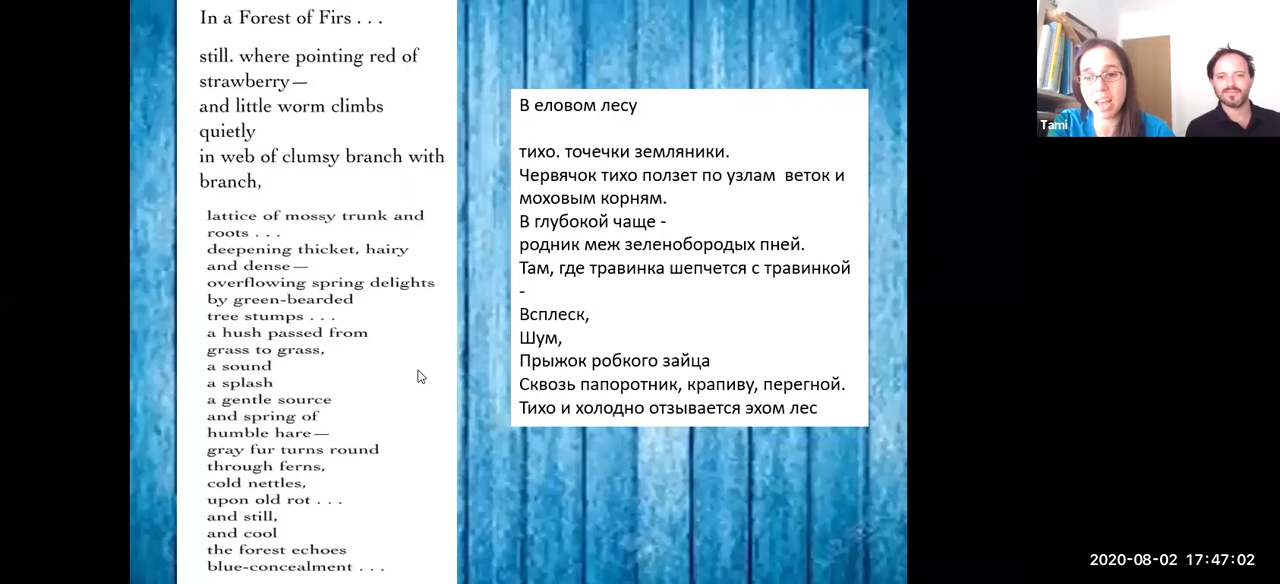 In a Forest of Firs . . .
still. where pointing red of
strawberry—
and little worm climbs
quietly
in web of clumsy branch with
branch,
lattice of mossy trunk and
roots . . .
deepening thicket, hairy
and dense—
overflowing spring delights
by green-bearded
tree stumps . . .
a hush passed from
grass to grass,
a sound
a splash
a gentle source
and spring of
humble hare—
gray fur turns round
through ferns,
cold nettles,
upon old rot . . .
and still,
and cool
the forest echoes
blue-concealment . . .
В еловом лесу
тихо. точечки земляники.
Червячок тихо ползет по узлам веток и
моховым корням.
В глубокой чаще -
родник меж зеленобородых пней.
Там, где травинка шепчется с травинкой
-
Всплеск,
Шум,
Прыжок робкого зайца
Сквозь папоротник, крапиву, перегной.
Тихо и холодно отзывается эхом лес
Tami
2020-08-02 17:47:02